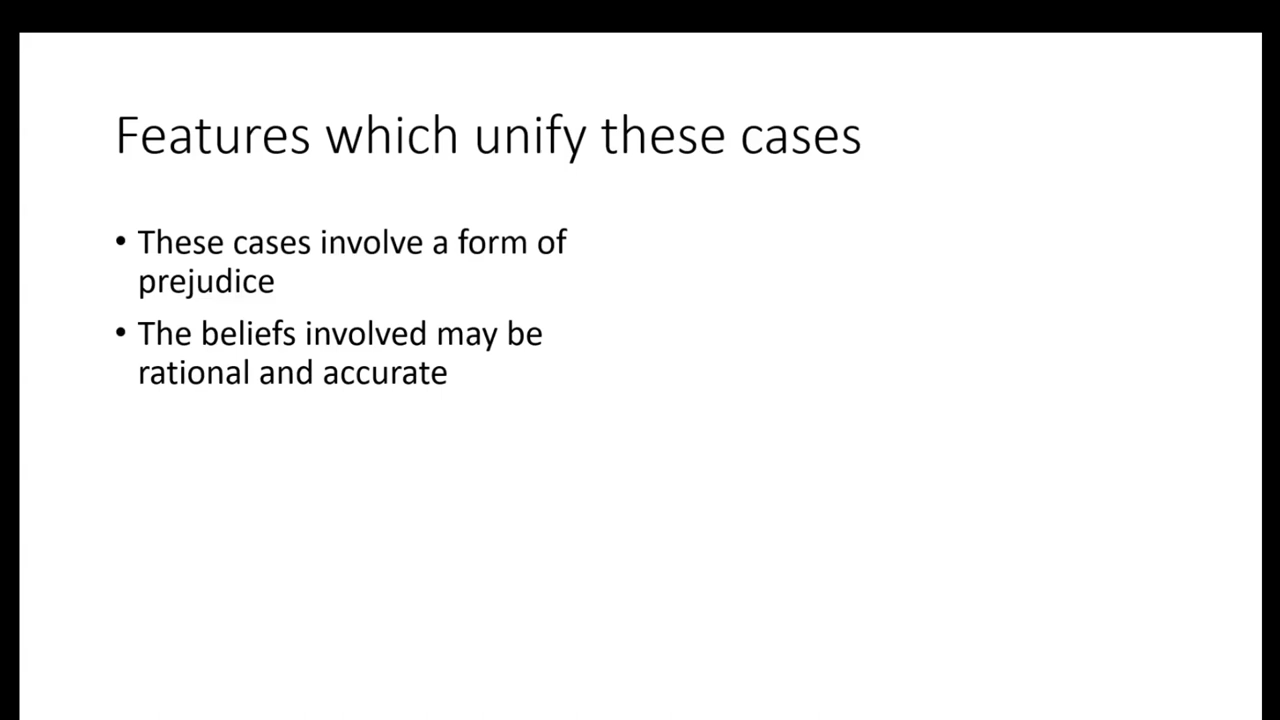 Features which unify these cases
• These cases involve a form of
prejudice
• The beliefs involved may be
rational and accurate